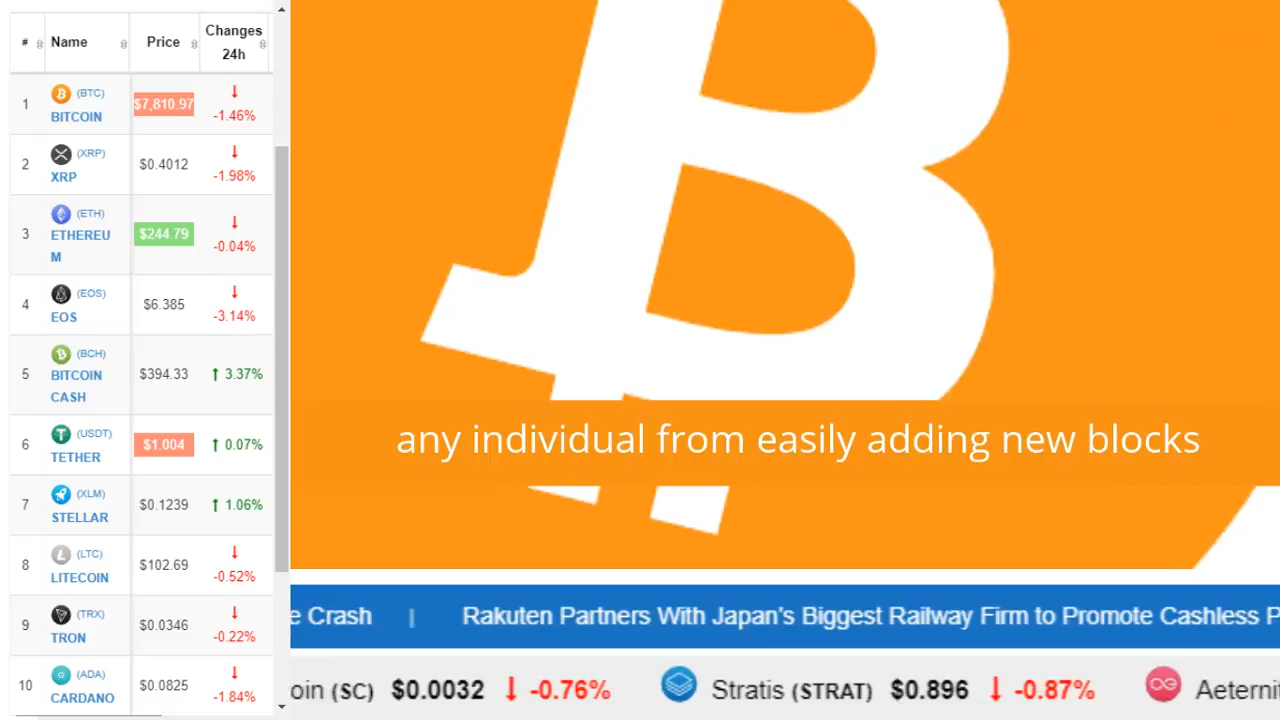 # Name Price Changes 24h
1 (BTC) BITCOIN $7,810.97 -1.46%
2 (XRP) XRP $0.4012 -1.98%
3 (ETH) ETHEREUM $244.79 -0.04%
4 (EOS) EOS $6.385 -3.14%
5 (BCH) BITCOIN CASH $394.33 3.37%
6 (USDT) TETHER $1.004 0.07%
7 (XLM) STELLAR $0.1239 1.06%
8 (LTC) LITECOIN $102.69 -0.52%
9 (TRX) TRON $0.0346 -0.22%
10 (ADA) CARDANO $0.0825 -1.84%
any individual from easily adding new blocks
e Crash | Rakuten Partners With Japan's Biggest Railway Firm to Promote Cashless P
oin (SC) $0.0032 -0.76% Stratis (STRAT) $0.896 -0.87% Aeternit